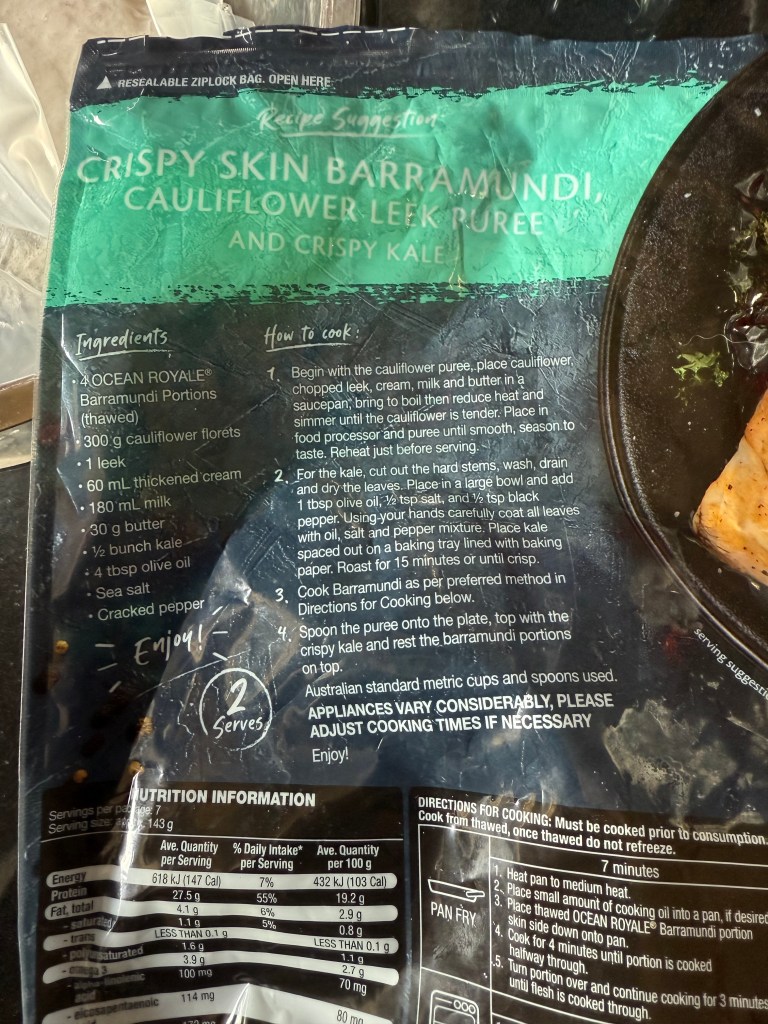 RESEALABLE ZIPLOCK BAG. OPEN HERE
Recipe Suggestion
CRISPY SKIN BARRAMUNDI,
CAULIFLOWER LEEK PUREE
AND CRISPY KALE
Ingredients
• 4 OCEAN ROYALE®
Barramundi Portions
(thawed)
• 300 g cauliflower florets
• 1 leek
• 60 mL thickened cream
• 180 mL milk
• 30 g butter
• ½ bunch kale
• 4 tbsp olive oil
• Sea salt
• Cracked pepper
Enjoy!
2
Serves
How to cook:
1. Begin with the cauliflower puree, place cauliflower,
chopped leek, cream, milk and butter in a
saucepan, bring to boil then reduce heat and
simmer until the cauliflower is tender. Place in
food processor and puree until smooth, season to
taste. Reheat just before serving.
2. For the kale, cut out the hard stems, wash, drain
and dry the leaves. Place in a large bowl and add
1 tbsp olive oil, ½ tsp salt, and ½ tsp black
pepper. Using your hands carefully coat all leaves
with oil, salt and pepper mixture. Place kale
spaced out on a baking tray lined with baking
paper. Roast for 15 minutes or until crisp.
3. Cook Barramundi as per preferred method in
Directions for Cooking below.
4. Spoon the puree onto the plate, top with the
crispy kale and rest the barramundi portions
on top.
Australian standard metric cups and spoons used.
APPLIANCES VARY CONSIDERABLY, PLEASE
ADJUST COOKING TIMES IF NECESSARY
Enjoy!
serving suggesti
NUTRITION INFORMATION
Servings per package: 7
Serving size: 143 g
Ave. Quantity per Serving % Daily Intake* per Serving Ave. Quantity per 100 g
Energy 618 kJ (147 Cal) 7% 432 kJ (103 Cal)
Protein 27.5 g 55% 19.2 g
Fat, total 4.1 g 6% 2.9 g
- saturated 1.1 g 5% 0.8 g
- trans LESS THAN 0.1 g LESS THAN 0.1 g
- polyunsaturated 1.6 g 1.1 g
- omega 3 3.9 g 2.7 g
acid 100 mg 70 mg
- eicosapentaenoic 114 mg 80 mg
DIRECTIONS FOR COOKING: Must be cooked prior to consumption.
Cook from thawed, once thawed do not refreeze.
PAN FRY
7 minutes
1. Heat pan to medium heat.
2. Place small amount of cooking oil into a pan, if desired
3. Place thawed OCEAN ROYALE® Barramundi portion
skin side down onto pan.
4. Cook for 4 minutes until portion is cooked
halfway through.
5. Turn portion over and continue cooking for 3 minutes
until flesh is cooked through.